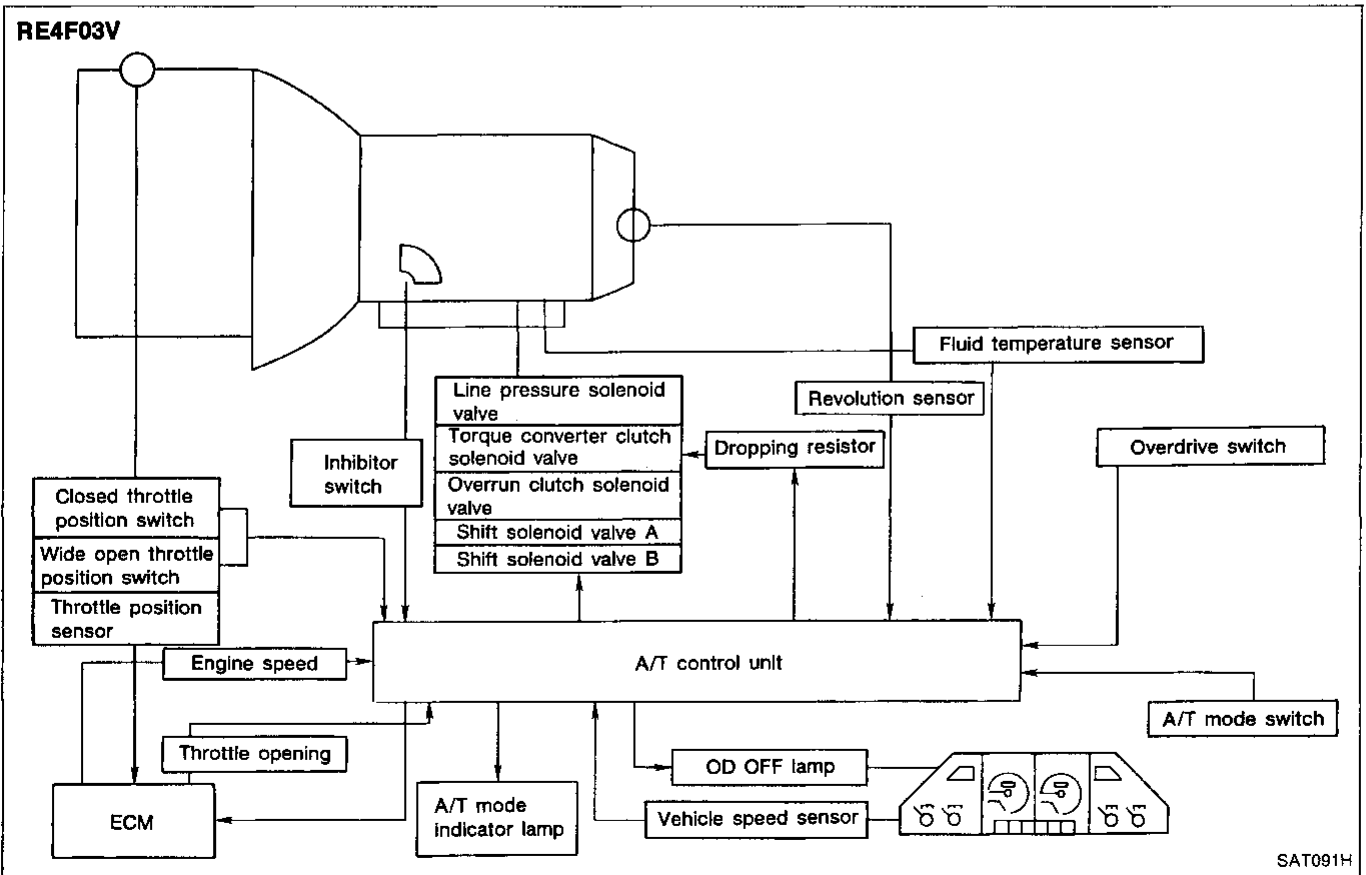 RE4F03V
Fluid temperature sensor
Line pressure solenoid
valve
Torque converter clutch
solenoid valve
Overrun clutch solenoid
valve
Shift solenoid valve A
Shift solenoid valve B
Revolution sensor
Dropping resistor
Overdrive switch
Inhibitor
switch
Closed throttle
position switch
Wide open throttle
position switch
Throttle position
sensor
Engine speed
A/T control unit
A/T mode switch
Throttle opening
OD OFF lamp
ECM
A/T mode
indicator lamp
Vehicle speed sensor
SAT091H